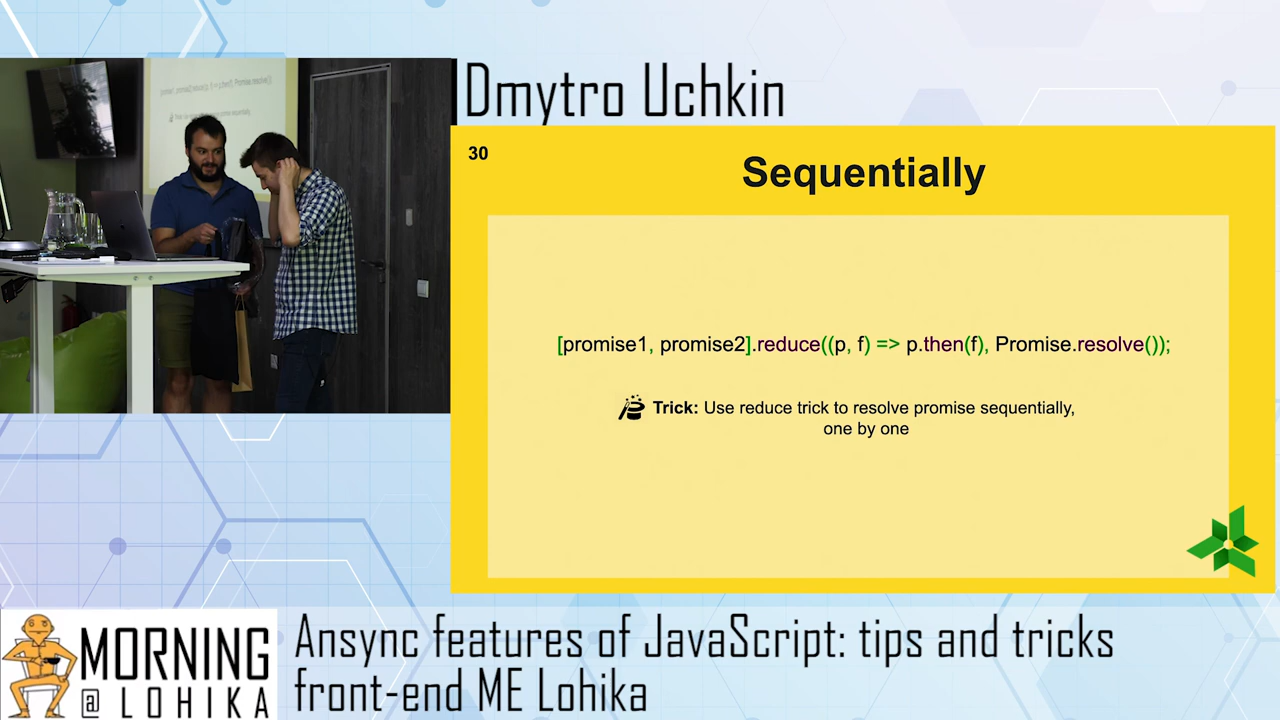 Dmytro Uchkin
30
Sequentially
[promise1, promise2].reduce((p, f) => p.then(f), Promise.resolve());
Trick: Use reduce trick to resolve promise sequentially,
one by one
MORNING
@ LOHIKA
Ansync features of JavaScript: tips and tricks
front-end ME Lohika